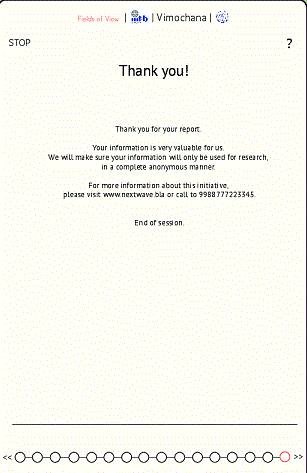 Fields of View | iiitb | Vimochana |
STOP ?
Thank you!
Thank you for your report.
Your information is very valuable for us.
We will make sure your information will only be used for research,
in a complete anonymous manner.
For more information about this initiative,
please visit www.nextwave.bla or call to 9988777223345.
End of session.
<< >>